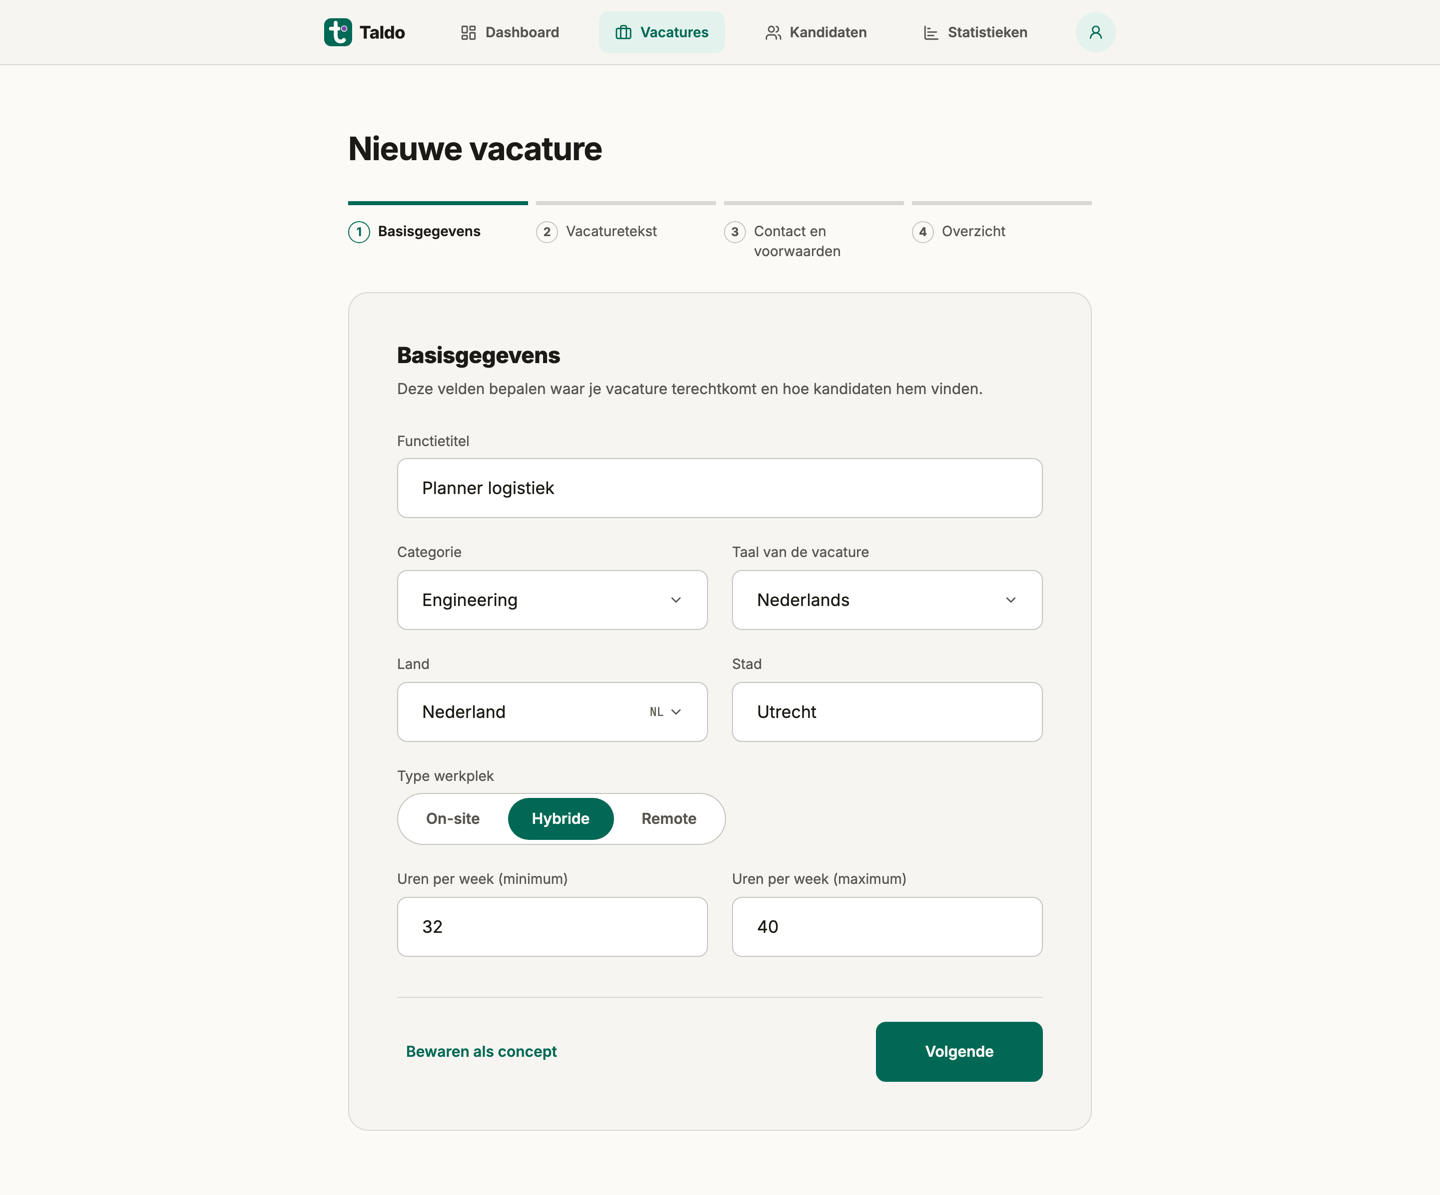 Taldo
Dashboard
Vacatures
Kandidaten
Statistieken
Nieuwe vacature
1 Basisgegevens
2 Vacaturetekst
3 Contact en
voorwaarden
4 Overzicht
Basisgegevens
Deze velden bepalen waar je vacature terechtkomt en hoe kandidaten hem vinden.
Functietitel
Planner logistiek
Categorie
Taal van de vacature
Engineering
Nederlands
Land
Stad
Nederland NL
Utrecht
Type werkplek
On-site
Hybride
Remote
Uren per week (minimum)
Uren per week (maximum)
32
40
Bewaren als concept
Volgende